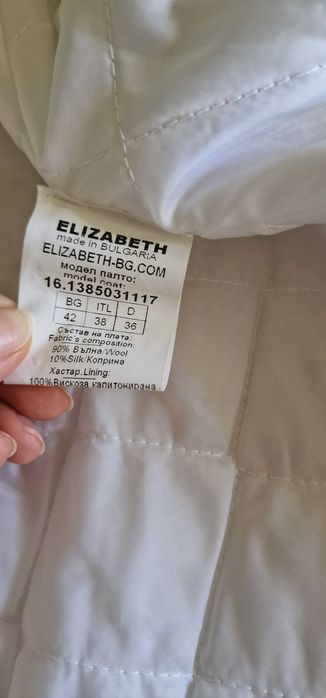 ELIZABETH
made in BULGARIA
ELIZABETH-BG.COM
модел палто:
model coat:
16.1385031117
BG ITL D
42 38 36
Състав на плата:
Fabric's composition:
90% Вълна/Wool
10%Silk/Коприна
Хастар.Lining:
100%Вискоза капитонирана